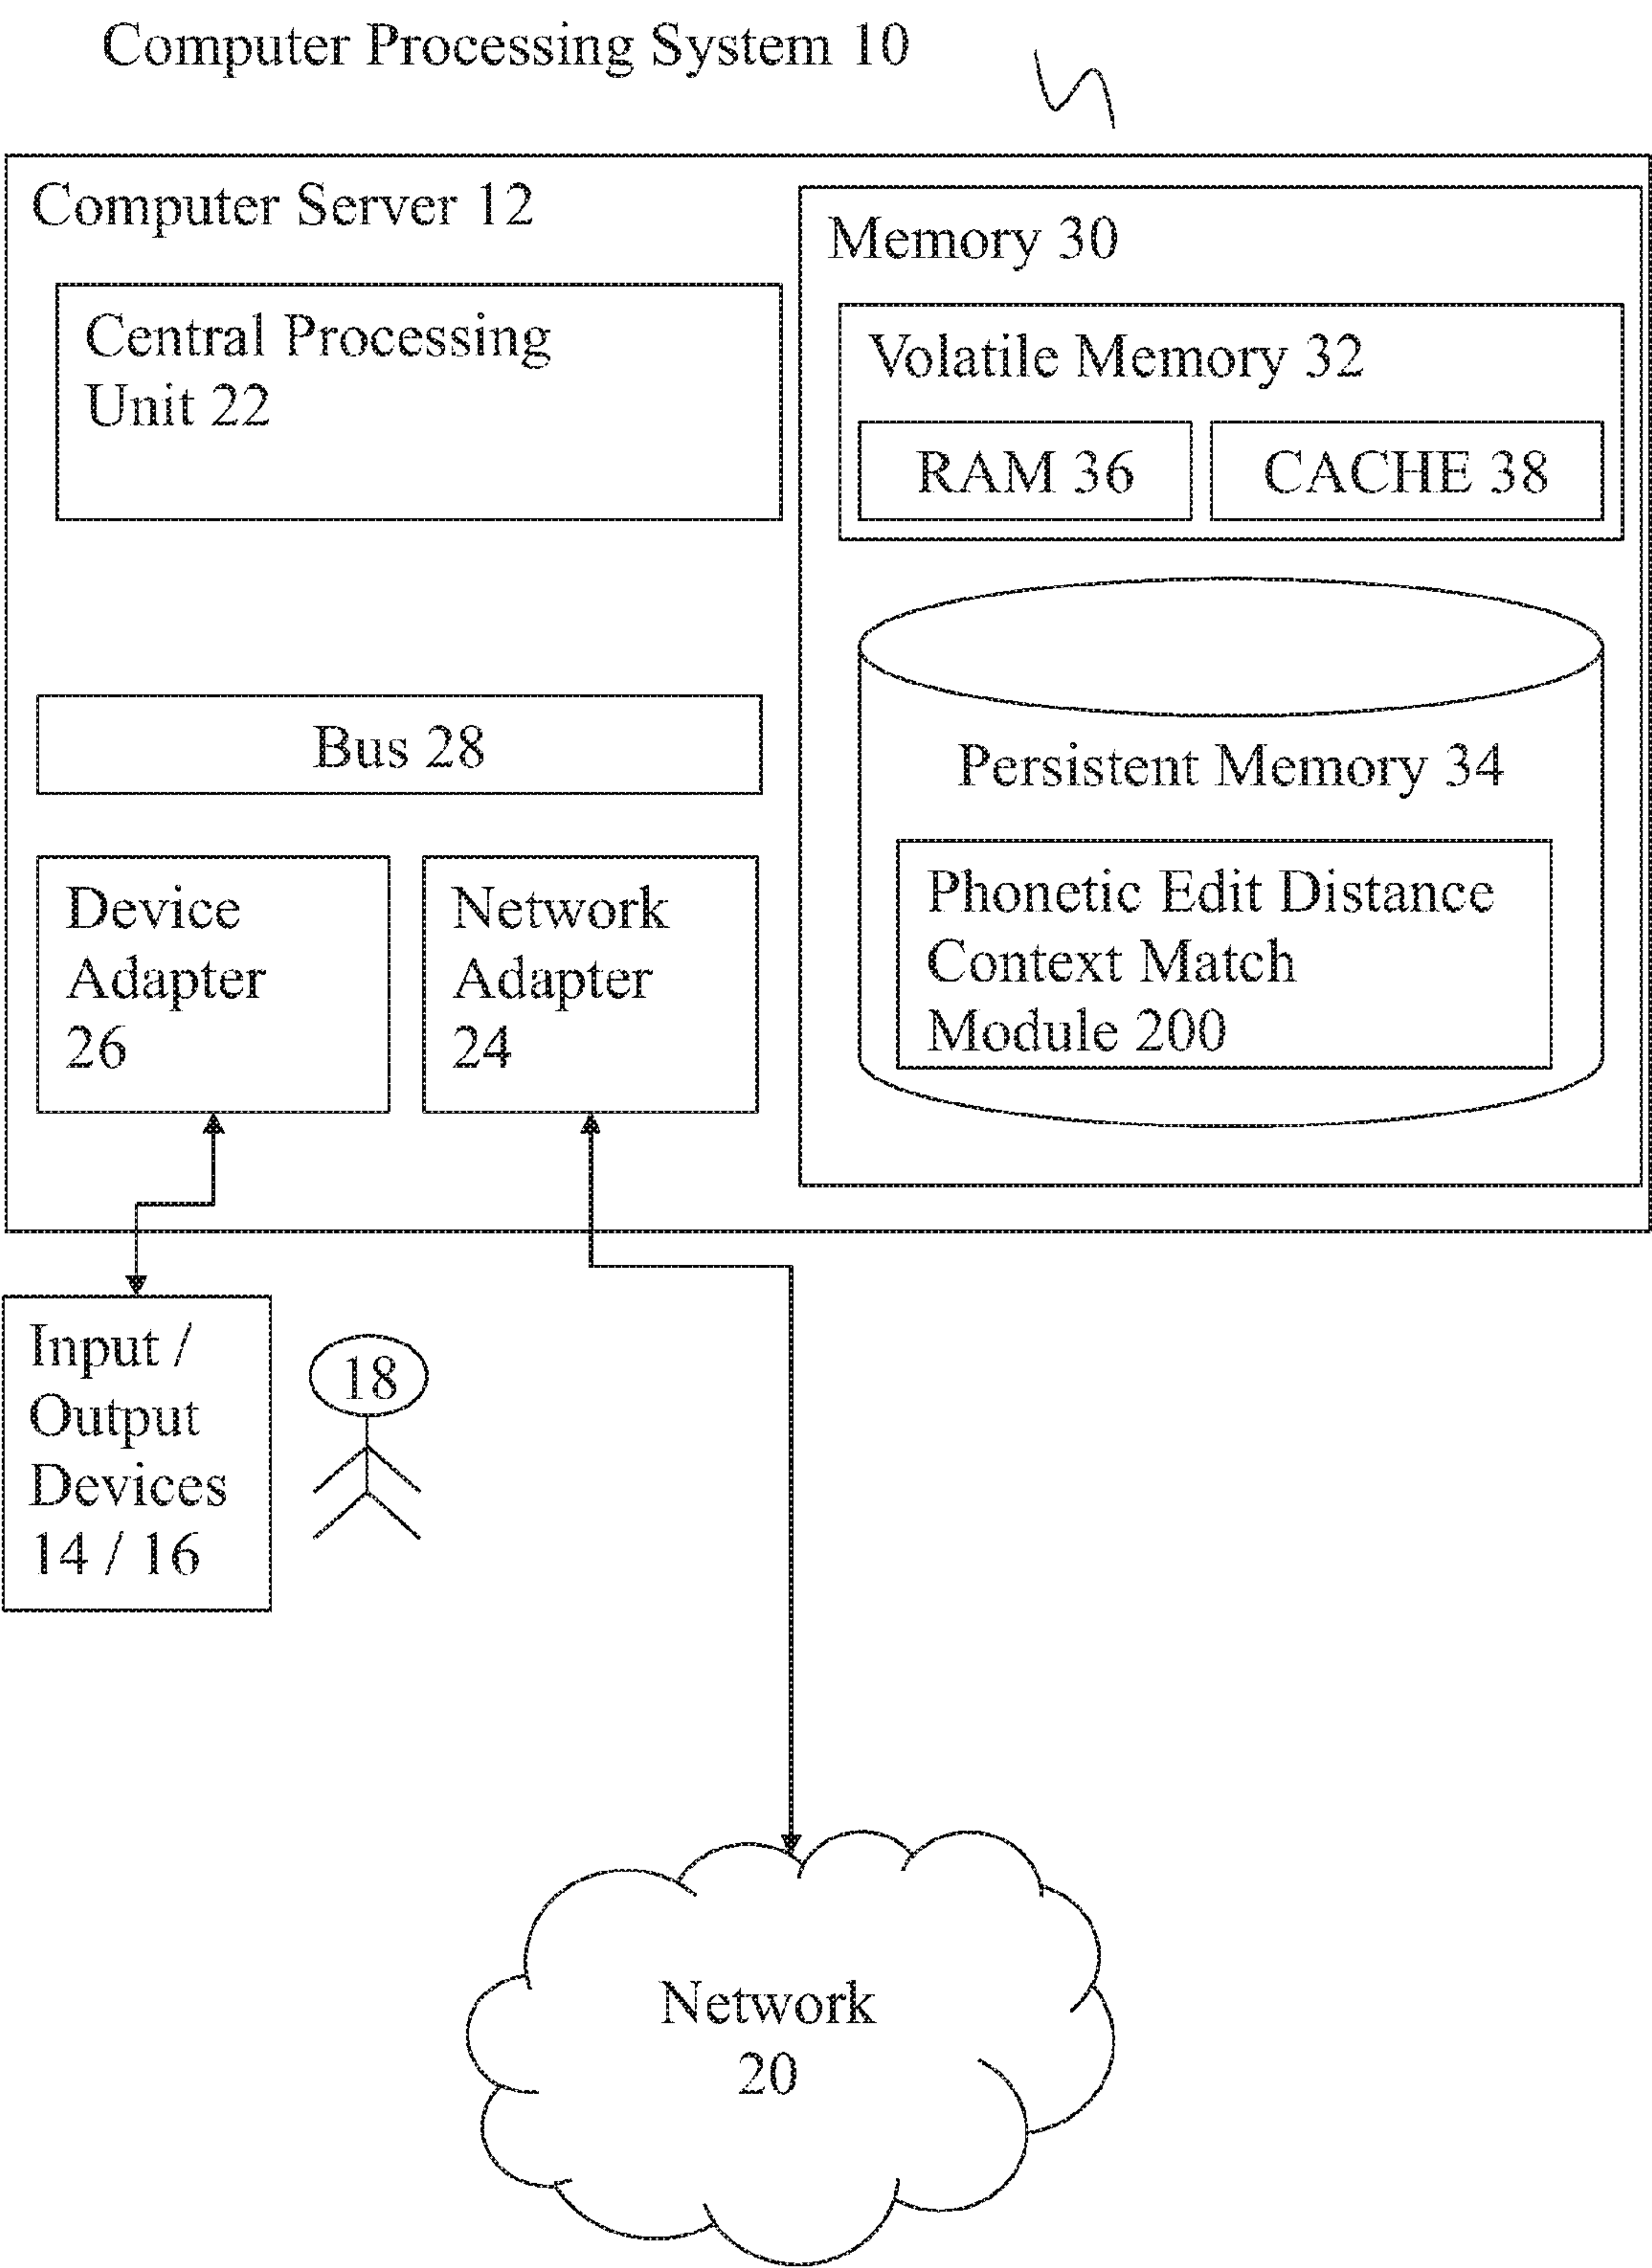 Computer Processing System 10
Computer Server 12
Central Processing
Unit 22
Bus 28
Device
Adapter
26
Network
Adapter
24
Memory 30
Volatile Memory 32
RAM 36
CACHE 38
Persistent Memory 34
Phonetic Edit Distance
Context Match
Module 200
Input /
Output
Devices
14 / 16
18
Network
20